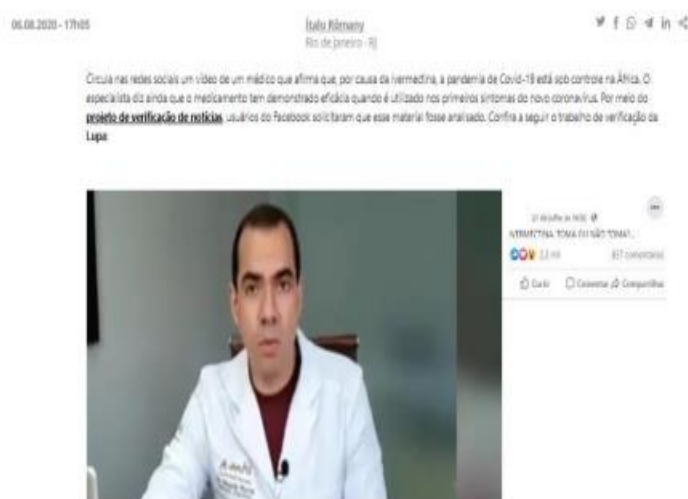 06.08.2020 - 17h05
Ítalo Rômany
Rio de Janeiro - RJ
Circula nas redes sociais um vídeo de um médico que afirma que, por causa da ivermectina, a pandemia de Covid-19 está sob controle na África. O
especialista diz ainda que o medicamento tem demonstrado eficácia quando é utilizado nos primeiros sintomas do novo coronavírus. Por meio do
projeto de verificação de notícias, usuários do Facebook solicitaram que esse material fosse analisado. Confira a seguir o trabalho de verificação da
Lupa:
IVERMECTINA: TOMA OU NÃO TOMA?..
comentários
Curtir Comentar Compartilhar